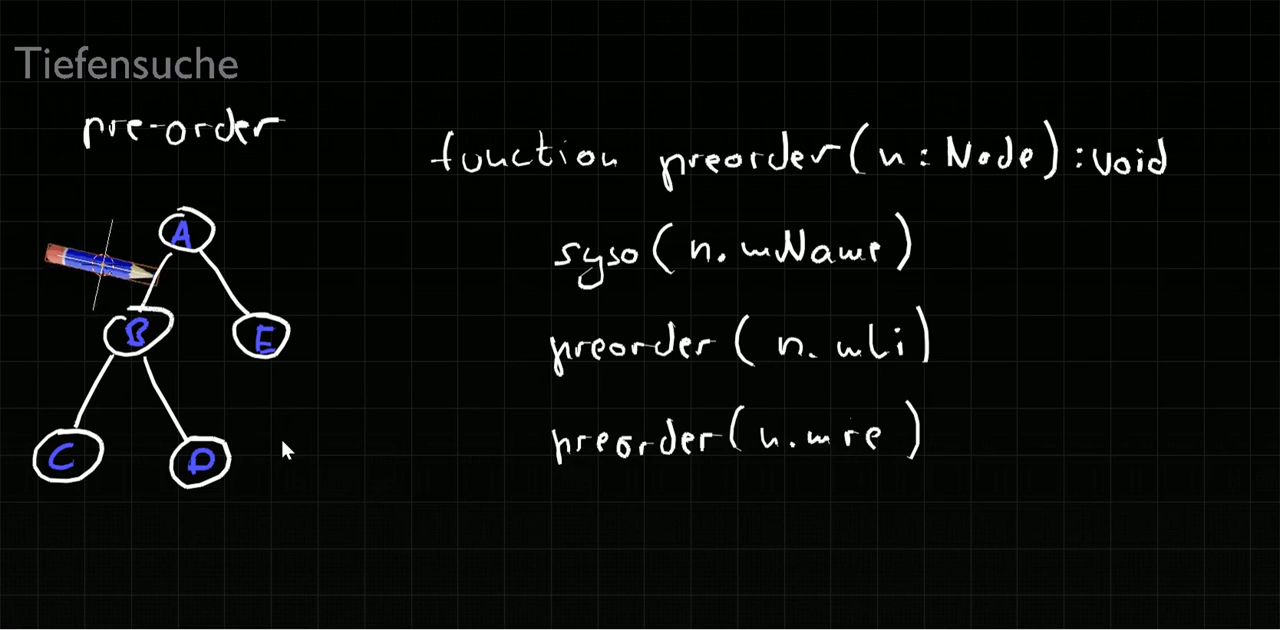 Tiefensuche
pre-order
function preorder(n:Node):void
syso(n.mName)
preorder(n.mli)
preorder(n.mre)
A
B
E
C
D